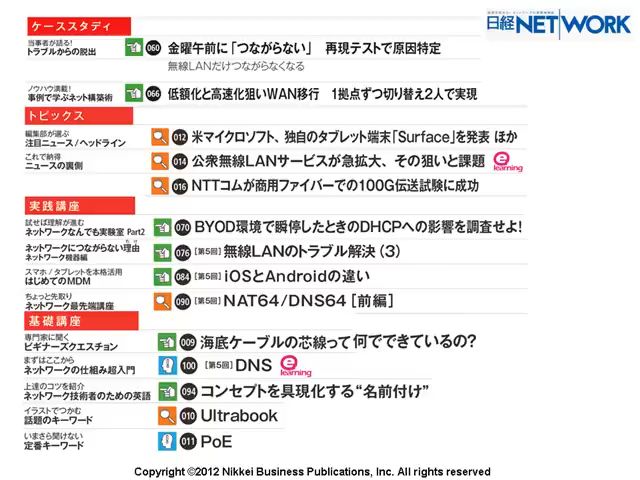 日経NETWORK
ケーススタディ
当事者が語る!
トラブルからの脱出
060 金曜午前に「つながらない」 再現テストで原因特定
無線LANだけつながらなくなる
ノウハウ満載!
事例で学ぶネット構築術
066 低額化と高速化狙いWAN移行 1拠点ずつ切り替え2人で実現
トピックス
編集部が選ぶ
注目ニュース/ヘッドライン
012 米マイクロソフト、独自のタブレット端末「Surface」を発表 ほか
これで納得
ニュースの裏側
014 公衆無線LANサービスが急拡大、その狙いと課題 e learning
016 NTTコムが商用ファイバーでの100G伝送試験に成功
実践講座
試せば理解が進む
ネットワークなんでも実験室 Part2
070 BYOD環境で瞬停したときのDHCPへの影響を調査せよ!
ネットワークにつながらない理由
わけ
ネットワーク機器編
076 [第5回] 無線LANのトラブル解決(3)
スマホ/タブレットを本格活用
はじめてのMDM
084 [第5回] iOSとAndroidの違い
ちょっと先取り
ネットワーク最先端講座
090 [第5回] NAT64/DNS64[前編]
基礎講座
専門家に聞く
ビギナーズクエスチョン
009 海底ケーブルの芯線って何でできているの?
まずはここから
ネットワークの仕組み超入門
100 [第5回] DNS e learning
上達のコツを紹介
ネットワーク技術者のための英語
094 コンセプトを具現化する“名前付け”
イラストでつかむ
話題のキーワード
010 Ultrabook
いまさら聞けない
定番キーワード
011 PoE
Copyright ©2012 Nikkei Business Publications, Inc. All rights reserved